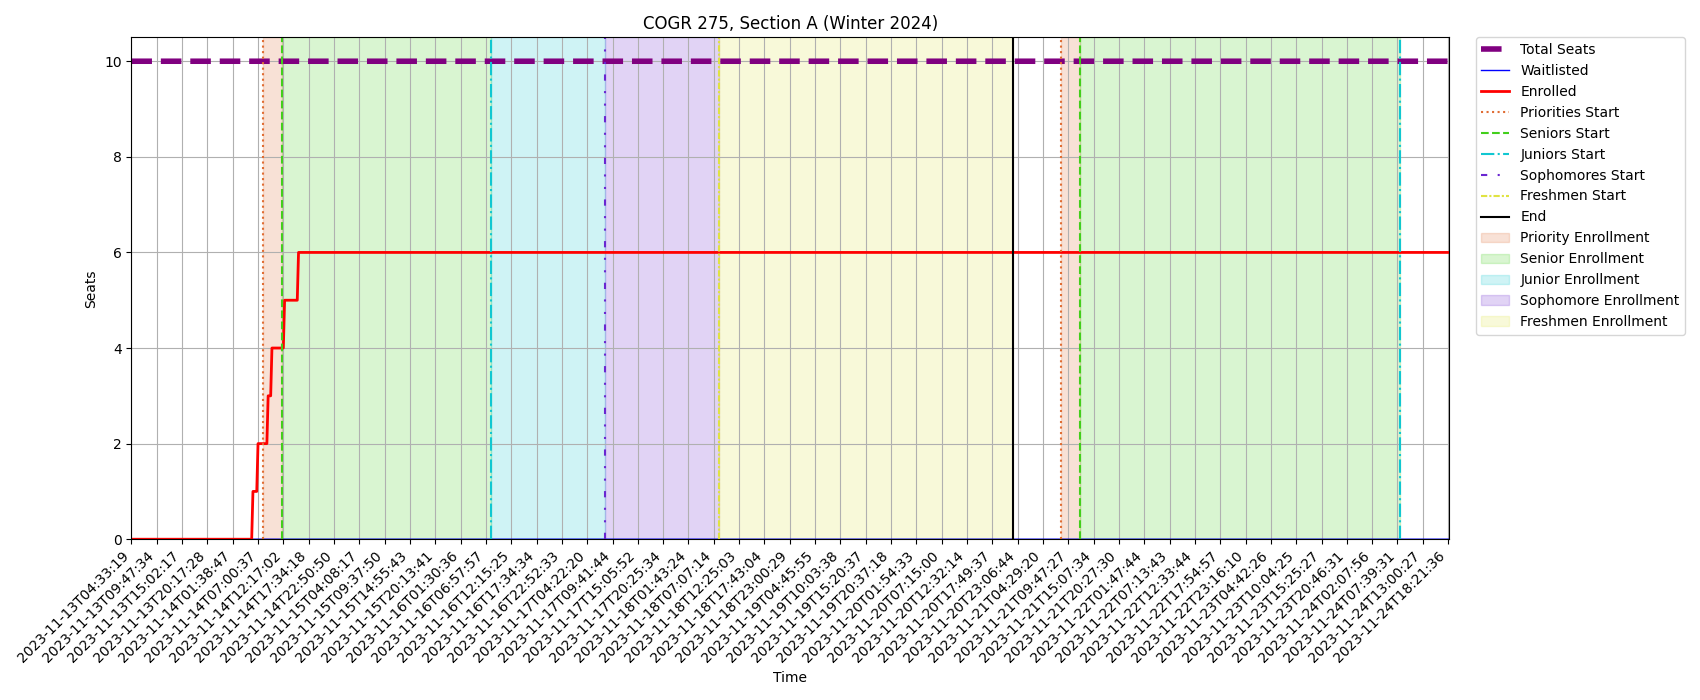 COGR 275, Section A (Winter 2024)
10
8
6
4
2
0
Seats
2023-11-13T04:33:19
2023-11-13T09:47:34
2023-11-13T15:02:17
2023-11-13T20:17:28
2023-11-14T01:38:47
2023-11-14T07:00:37
2023-11-14T12:17:02
2023-11-14T17:34:18
2023-11-14T22:50:50
2023-11-15T04:08:17
2023-11-15T09:37:50
2023-11-15T14:55:43
2023-11-15T20:13:41
2023-11-16T01:30:36
2023-11-16T06:57:57
2023-11-16T12:15:25
2023-11-16T17:34:34
2023-11-16T22:52:33
2023-11-17T04:22:20
2023-11-17T09:41:44
2023-11-17T15:05:52
2023-11-17T20:25:34
2023-11-18T01:43:24
2023-11-18T07:07:14
2023-11-18T12:25:03
2023-11-18T17:43:04
2023-11-18T23:00:29
2023-11-19T04:45:55
2023-11-19T10:03:38
2023-11-19T15:20:37
2023-11-19T20:37:18
2023-11-20T01:54:33
2023-11-20T07:15:00
2023-11-20T12:32:14
2023-11-20T17:49:37
2023-11-20T23:06:44
2023-11-21T04:29:20
2023-11-21T09:47:27
2023-11-21T15:07:34
2023-11-21T20:27:30
2023-11-22T01:47:44
2023-11-22T07:13:43
2023-11-22T12:33:44
2023-11-22T17:54:57
2023-11-22T23:16:10
2023-11-23T04:42:26
2023-11-23T10:04:25
2023-11-23T15:25:27
2023-11-23T20:46:31
2023-11-24T02:07:56
2023-11-24T07:39:31
2023-11-24T13:00:27
2023-11-24T18:21:36
Time
Total Seats
Waitlisted
Enrolled
Priorities Start
Seniors Start
Juniors Start
Sophomores Start
Freshmen Start
End
Priority Enrollment
Senior Enrollment
Junior Enrollment
Sophomore Enrollment
Freshmen Enrollment